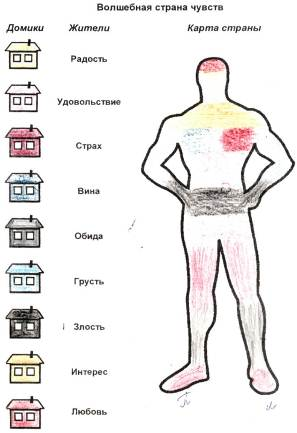 Волшебная страна чувств
Домики Жители Карта страны
Радость
Удовольствие
Страх
Вина
Обида
Грусть
Злость
Интерес
Любовь